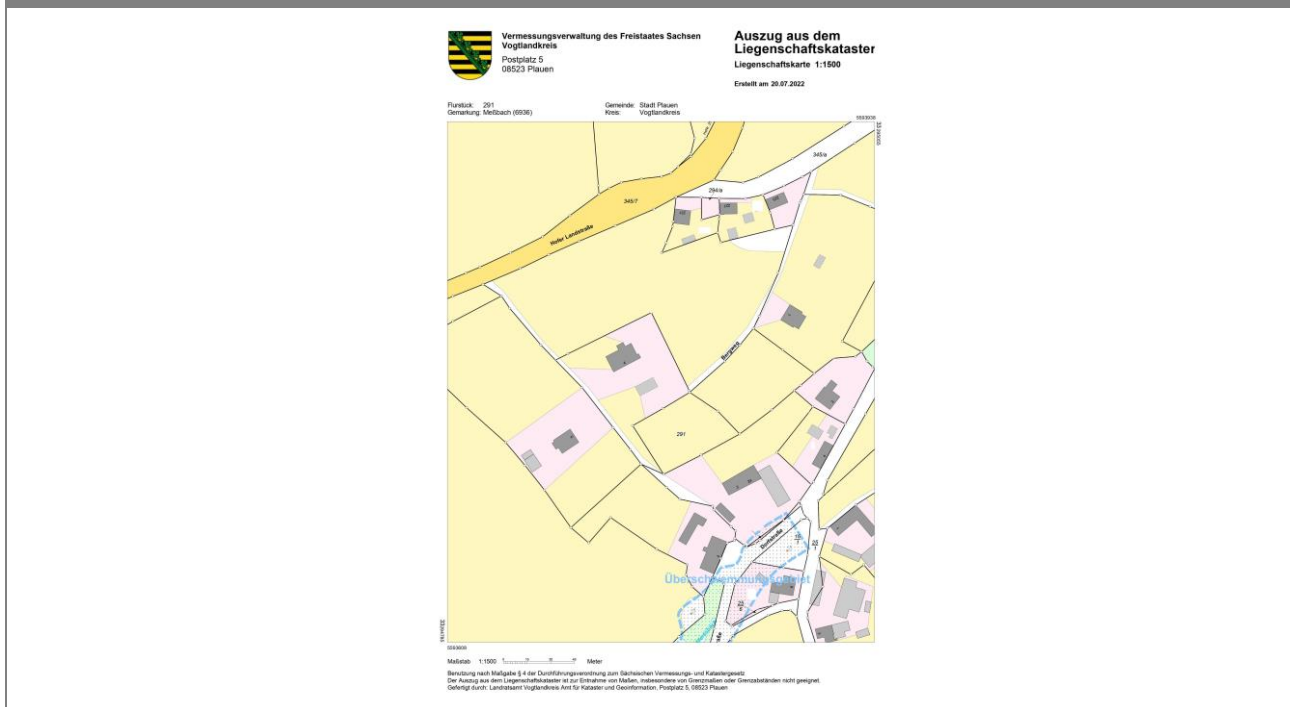 Vermessungsverwaltung des Freistaates Sachsen
Vogtlandkreis
Postplatz 5
08523 Plauen
Auszug aus dem
Liegenschaftskataster
Liegenschaftskarte 1:1500
Erstellt am 20.07.2022
Flurstück: 291
Gemarkung: Meßbach (6936)
Gemeinde: Stadt Plauen
Kreis: Vogtlandkreis
345/a
294/a
345/7
Hofer Landstraße
Bergweg
291
Dorfstraße
Überschwemmungsgebiet
Maßstab 1:1500
Meter
Benutzung nach Maßgabe § 4 der Durchführungsverordnung zum Sächsischen Vermessungs- und Katastergesetz
Der Auszug aus dem Liegenschaftskataster ist zur Entnahme von Maßen, insbesondere von Grenzmaßen oder Grenzabständen nicht geeignet.
Gefertigt durch: Landratsamt Vogtlandkreis Amt für Kataster und Geoinformation, Postplatz 5, 08523 Plauen